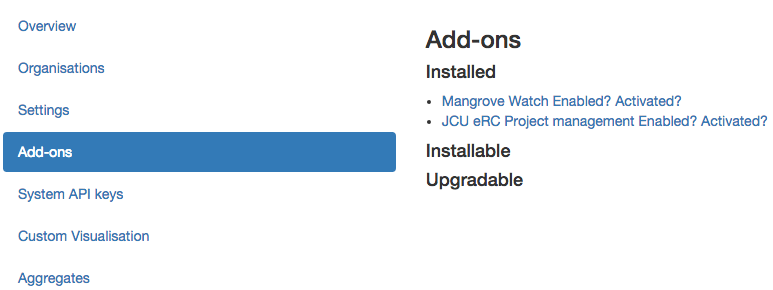 Overview
Organisations
Settings
Add-ons
System API keys
Custom Visualisation
Aggregates
Add-ons
Installed
Mangrove Watch Enabled? Activated?
JCU eRC Project management Enabled? Activated?
Installable
Upgradable